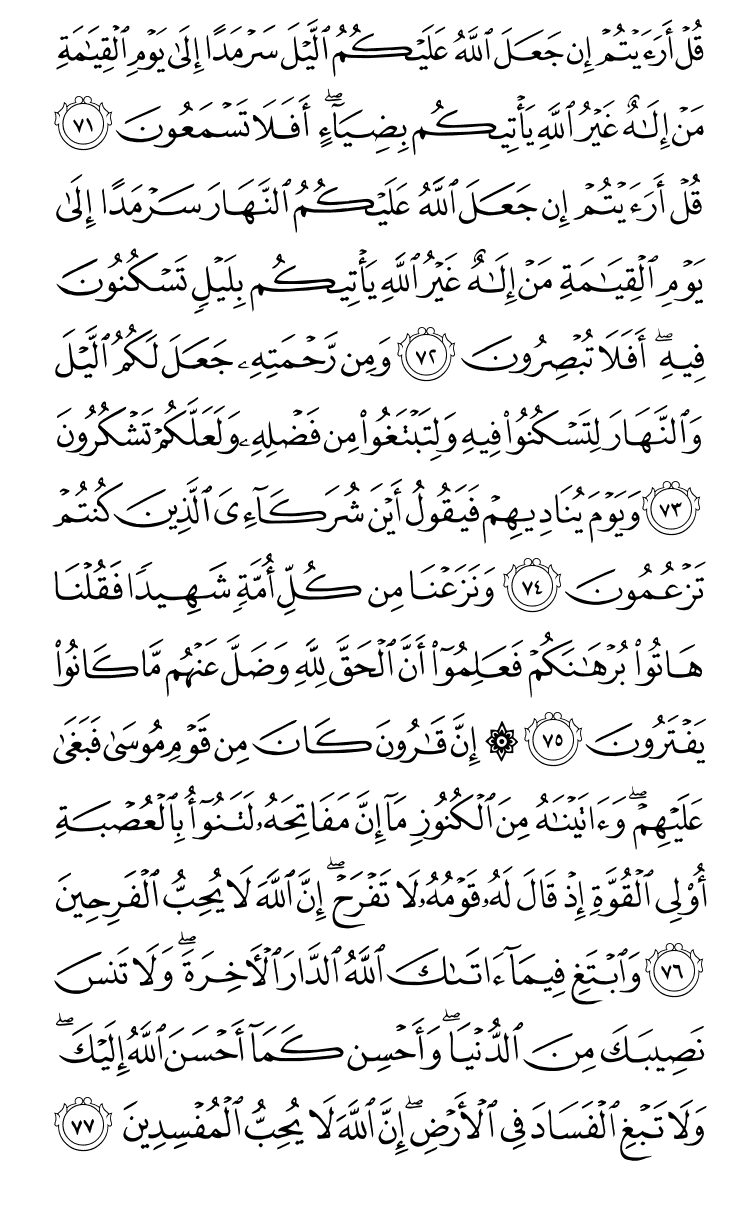 قُلْ أَرَءَيْتُمْ إِن جَعَلَ ٱللَّهُ عَلَيْكُمُ ٱلَّيْلَ سَرْمَدًا إِلَىٰ يَوْمِ ٱلْقِيَٰمَةِ
مَنْ إِلَٰهٌ غَيْرُ ٱللَّهِ يَأْتِيكُم بِضِيَآءٍ ۖ أَفَلَا تَسْمَعُونَ ٧١
قُلْ أَرَءَيْتُمْ إِن جَعَلَ ٱللَّهُ عَلَيْكُمُ ٱلنَّهَارَ سَرْمَدًا إِلَىٰ
يَوْمِ ٱلْقِيَٰمَةِ مَنْ إِلَٰهٌ غَيْرُ ٱللَّهِ يَأْتِيكُم بِلَيْلٍ تَسْكُنُونَ
فِيهِ ۖ أَفَلَا تُبْصِرُونَ ٧٢ وَمِن رَّحْمَتِهِۦ جَعَلَ لَكُمُ ٱلَّيْلَ
وَٱلنَّهَارَ لِتَسْكُنُوا۟ فِيهِ وَلِتَبْتَغُوا۟ مِن فَضْلِهِۦ وَلَعَلَّكُمْ تَشْكُرُونَ
٧٣ وَيَوْمَ يُنَادِيهِمْ فَيَقُولُ أَيْنَ شُرَكَآءِىَ ٱلَّذِينَ كُنتُمْ
تَزْعُمُونَ ٧٤ وَنَزَعْنَا مِن كُلِّ أُمَّةٍ شَهِيدًا فَقُلْنَا
هَاتُوا۟ بُرْهَٰنَكُمْ فَعَلِمُوٓا۟ أَنَّ ٱلْحَقَّ لِلَّهِ وَضَلَّ عَنْهُم مَّا كَانُوا۟
يَفْتَرُونَ ٧٥ ۞ إِنَّ قَٰرُونَ كَانَ مِن قَوْمِ مُوسَىٰ فَبَغَىٰ
عَلَيْهِمْ ۖ وَءَاتَيْنَٰهُ مِنَ ٱلْكُنُوزِ مَآ إِنَّ مَفَاتِحَهُۥ لَتَنُوٓأُ بِٱلْعُصْبَةِ
أُو۟لِى ٱلْقُوَّةِ إِذْ قَالَ لَهُۥ قَوْمُهُۥ لَا تَفْرَحْ ۖ إِنَّ ٱللَّهَ لَا يُحِبُّ ٱلْفَرِحِينَ
٧٦ وَٱبْتَغِ فِيمَآ ءَاتَىٰكَ ٱللَّهُ ٱلدَّارَ ٱلْءَاخِرَةَ ۖ وَلَا تَنسَ
نَصِيبَكَ مِنَ ٱلدُّنْيَا ۖ وَأَحْسِن كَمَآ أَحْسَنَ ٱللَّهُ إِلَيْكَ ۖ
وَلَا تَبْغِ ٱلْفَسَادَ فِى ٱلْأَرْضِ ۖ إِنَّ ٱللَّهَ لَا يُحِبُّ ٱلْمُفْسِدِينَ ٧٧